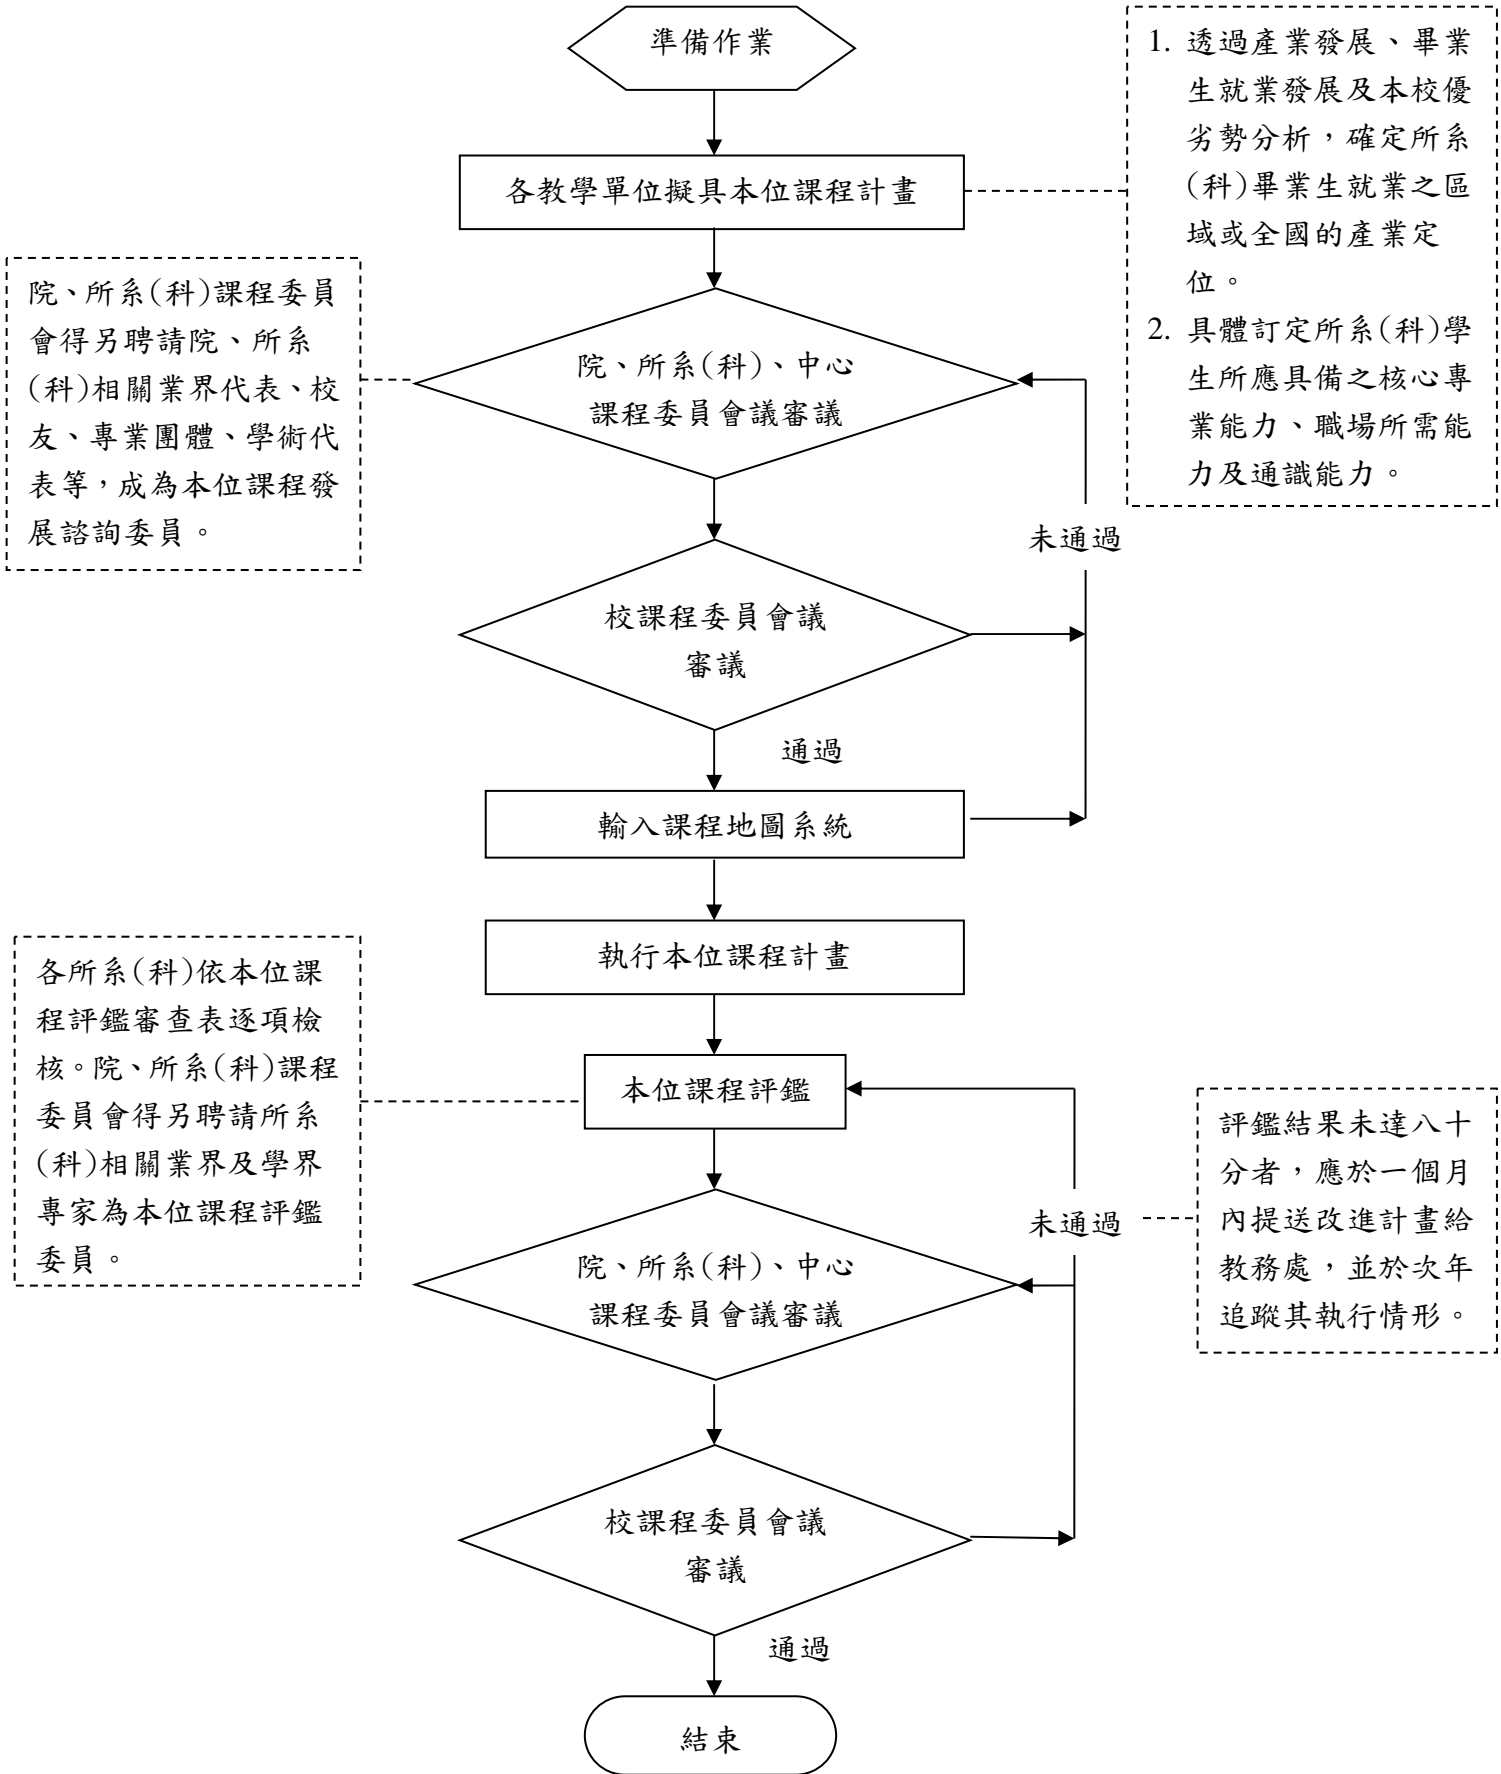 準備作業
1. 透過產業發展、畢業
生就業發展及本校優
劣勢分析，確定所系
(科)畢業生就業之區
域或全國的產業定
位。
2. 具體訂定所系(科)學
生所應具備之核心專
業能力、職場所需能
力及通識能力。
各教學單位擬具本位課程計畫
院、所系(科)課程委員
會得另聘請院、所系
(科)相關業界代表、校
友、專業團體、學術代
表等，成為本位課程發
展諮詢委員。
院、所系(科)、中心
課程委員會議審議
未通過
校課程委員會議
審議
通過
輸入課程地圖系統
執行本位課程計畫
各所系(科)依本位課
程評鑑審查表逐項檢
核。院、所系(科)課程
委員會得另聘請所系
(科)相關業界及學界
專家為本位課程評鑑
委員。
本位課程評鑑
評鑑結果未達八十
分者，應於一個月
內提送改進計畫給
教務處，並於次年
追蹤其執行情形。
未通過
院、所系(科)、中心
課程委員會議審議
校課程委員會議
審議
通過
結束